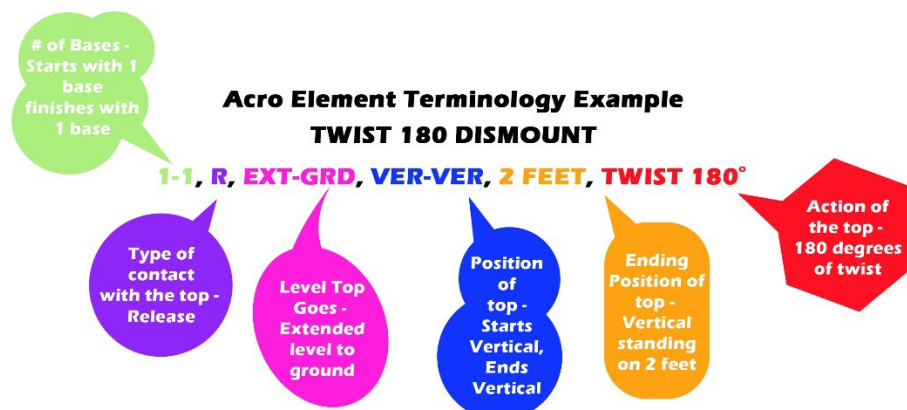 # of Bases -
Starts with 1
base
finishes with
1 base
Acro Element Terminology Example
TWIST 180 DISMOUNT
1-1, R, EXT-GRD, VER-VER, 2 FEET, TWIST 180°
Type of
contact
with the top -
Release
Level Top
Goes -
Extended
level to
ground
Position
of
top -
Starts
Vertical,
Ends
Vertical
Ending
Position of
top -
Vertical
standing
on 2 feet
Action of
the top -
180 degrees
of twist